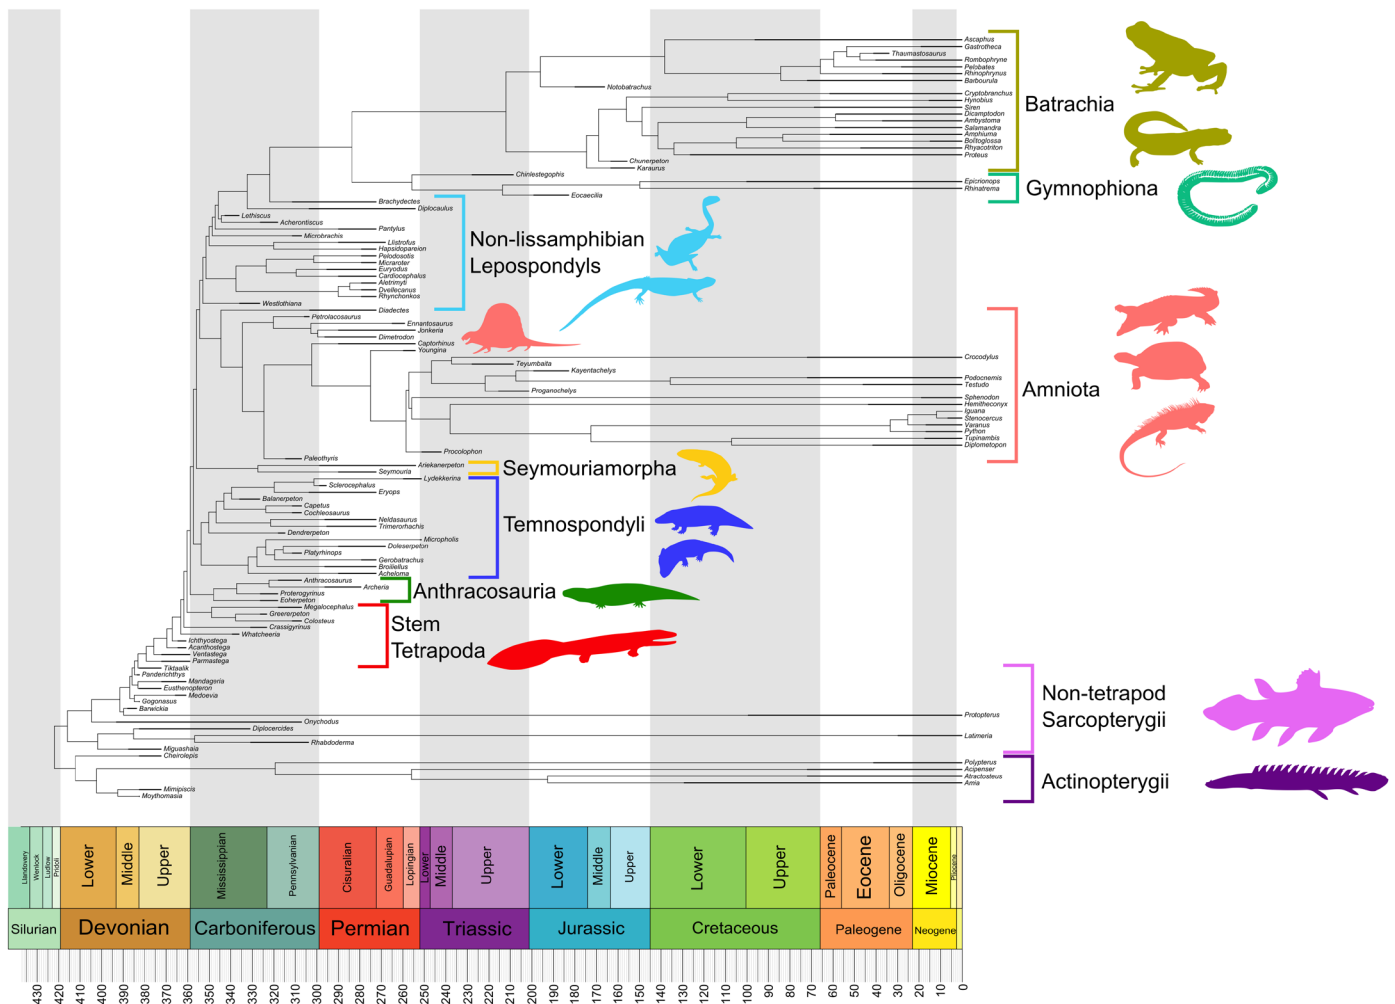 Ascaphus
Gastrotheca
Thaumastosaurus
Rombophryne
Pelobates
Rhinophrynus
Barbourula
Notobatrachus
Cryptobranchus
Hynobius
Siren
Dicamptodon
Ambystoma
Salamandra
Amphiuma
Bolitoglossa
Rhyacotriton
Proteus
Chunerpeton
Karaurus
Batrachia
Chinlestegophis
Epicrionops
Rhinatrema
Eocaecilia
Gymnophiona
Brachydectes
Diplocaulus
Lethiscus
Acherontiscus
Pantylus
Microbrachis
Llistrofus
Hapsidopareion
Pelodosotis
Micraroter
Euryodus
Cardiocephalus
Aletrimyti
Dvellecanus
Rhynchonkos
Westlothiana
Non-lissamphibian
Lepospondyls
Diadectes
Petrolacosaurus
Ennantosaurus
Jonkeria
Dimetrodon
Captorhinus
Youngina
Crocodylus
Teyumbaita
Kayentachelys
Podocnemis
Testudo
Proganochelys
Sphenodon
Hemitheconyx
Iguana
Stenocercus
Varanus
Python
Tupinambis
Diplometopon
Procolophon
Paleothyris
Amniota
Ariekanerpeton
Seymouria
Seymouriamorpha
Lydekkerina
Sclerocephalus
Eryops
Balanerpeton
Capetus
Cochleosaurus
Neldasaurus
Trimerorhachis
Dendrerpeton
Micropholis
Doleserpeton
Platyrhinops
Gerobatrachus
Broiliellus
Acheloma
Temnospondyli
Anthracosaurus
Archeria
Proterogyrinus
Eoherpeton
Anthracosauria
Megalocephalus
Greererpeton
Colosteus
Crassigyrinus
Whatcheeria
Ichthyostega
Acanthostega
Ventastega
Parmastega
Stem
Tetrapoda
Tiktaalik
Panderichthys
Mandageria
Eusthenopteron
Medoevia
Gogonasus
Barwickia
Protopterus
Onychodus
Diplocercides
Latimeria
Rhabdoderma
Miguashaia
Non-tetrapod
Sarcopterygii
Cheirolepis
Polypterus
Acipenser
Atractosteus
Amia
Mimipiscis
Moythomasia
Actinopterygii
Llandovery
Wenlock
Ludlow
Pridoli
Lower
Middle
Upper
Mississippian
Pennsylvanian
Cisuralian
Guadalupian
Lopingian
Lower
Middle
Upper
Lower
Middle
Upper
Lower
Upper
Paleocene
Eocene
Oligocene
Miocene
Pliocene
Silurian
Devonian
Carboniferous
Permian
Triassic
Jurassic
Cretaceous
Paleogene
Neogene
430 420 410 400 390 380 370 360 350 340 330 320 310 300 290 280 270 260 250 240 230 220 210 200 190 180 170 160 150 140 130 120 110 100 90 80 70 60 50 40 30 20 10 0